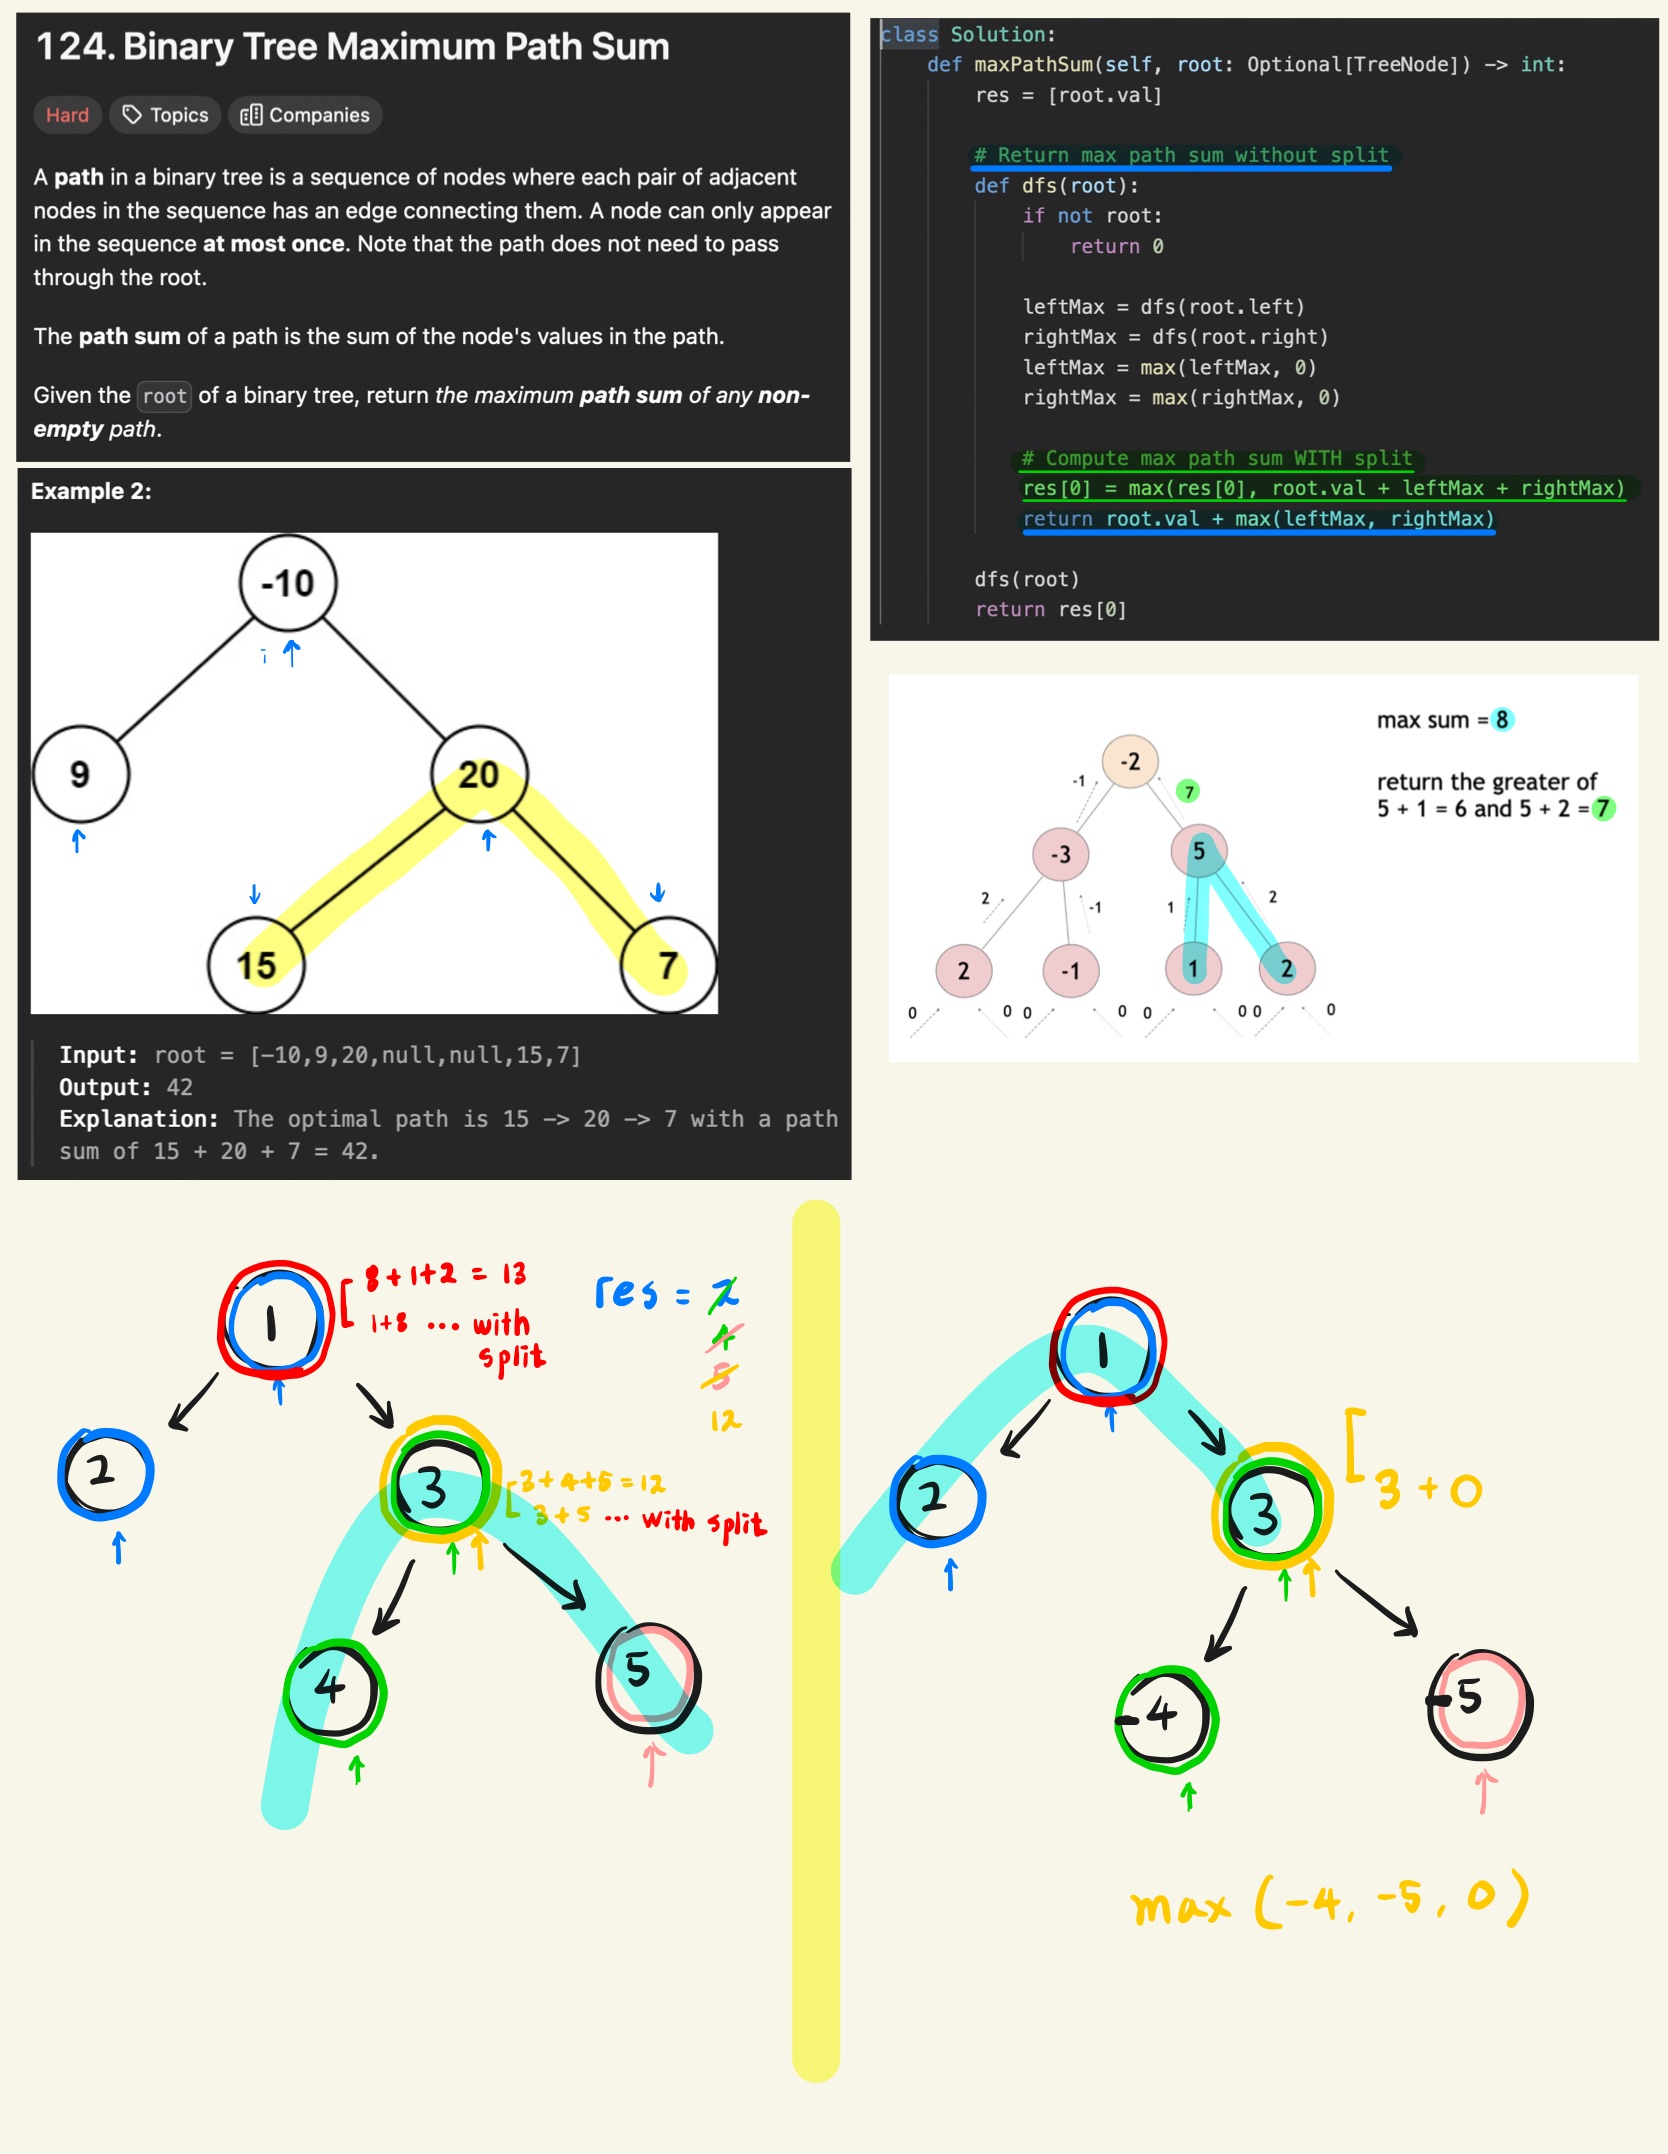 124. Binary Tree Maximum Path Sum
Hard Topics Companies
A path in a binary tree is a sequence of nodes where each pair of adjacent
nodes in the sequence has an edge connecting them. A node can only appear
in the sequence at most once. Note that the path does not need to pass
through the root.
The path sum of a path is the sum of the node's values in the path.
Given the root of a binary tree, return the maximum path sum of any non-
empty path.
Example 2:
-10
9
20
15
7
Input: root = [-10,9,20,null,null,15,7]
Output: 42
Explanation: The optimal path is 15 -> 20 -> 7 with a path
sum of 15 + 20 + 7 = 42.
class Solution:
def maxPathSum(self, root: Optional[TreeNode]) -> int:
res = [root.val]
# Return max path sum without split
def dfs(root):
if not root:
return 0
leftMax = dfs(root.left)
rightMax = dfs(root.right)
leftMax = max(leftMax, 0)
rightMax = max(rightMax, 0)
# Compute max path sum WITH split
res[0] = max(res[0], root.val + leftMax + rightMax)
return root.val + max(leftMax, rightMax)
dfs(root)
return res[0]
max sum = 8
return the greater of
5 + 1 = 6 and 5 + 2 = 7
-2
-1
7
-3
5
2
-1
1
2
2
-1
1
2
0 0 0 0 0 0 0 0
1
8+1+2 = 13
1+8 ... with
split
res = 2
4
5
12
2
3
3+4+5=12
3+5 ... with split
4
5
1
2
3
3+0
-4
-5
max (-4, -5, 0)